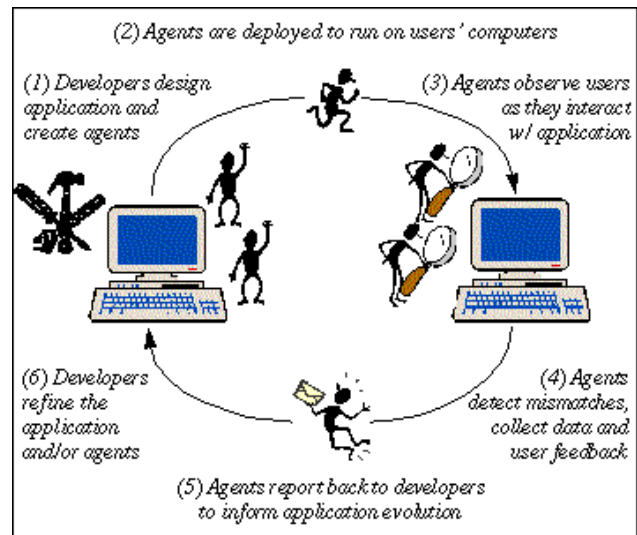 (2) Agents are deployed to run on users' computers
(1) Developers design
application and
create agents
(3) Agents observe users
as they interact
w/ application
(6) Developers
refine the
application
and/or agents
(4) Agents
detect mismatches,
collect data and
user feedback
(5) Agents report back to developers
to inform application evolution